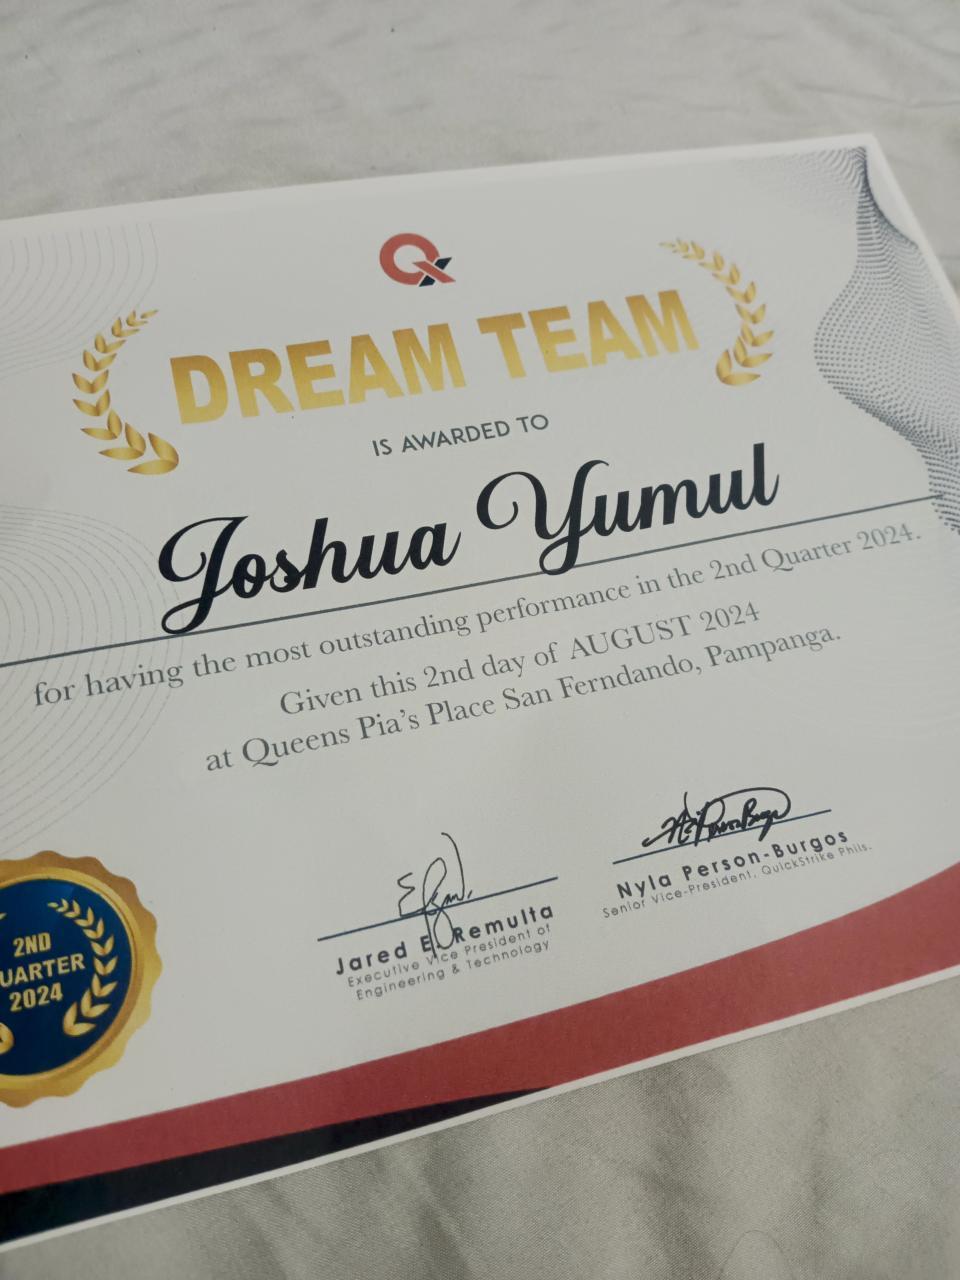 QX
DREAM TEAM
IS AWARDED TO
Joshua Yumul
for having the most outstanding performance in the 2nd Quarter 2024.
Given this 2nd day of AUGUST 2024
at Queens Pia's Place San Ferndando, Pampanga.
Jared E. Remulta
Executive Vice President of
Engineering & Technology
Nyla Person-Burgos
Senior Vice-President, QuickStrike Phils.
2ND
UARTER
2024